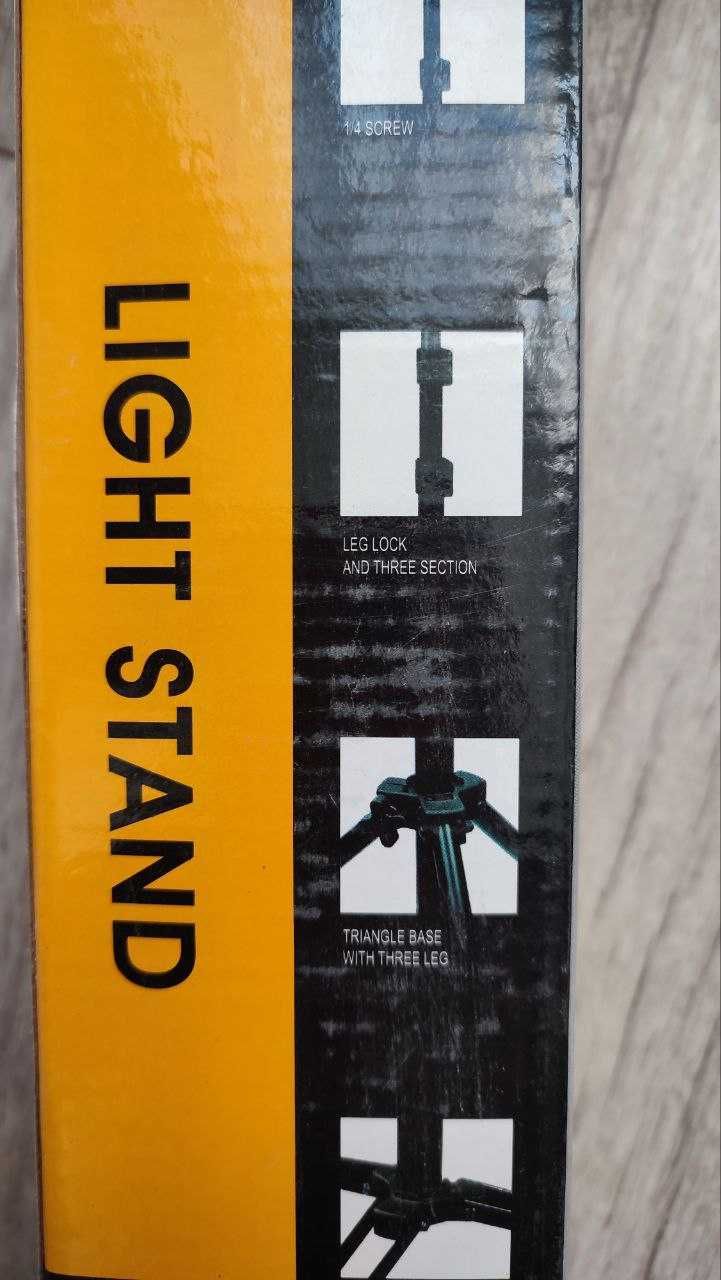 LIGHT STAND
1/4 SCREW
LEG LOCK
AND THREE SECTION
TRIANGLE BASE
WITH THREE LEG